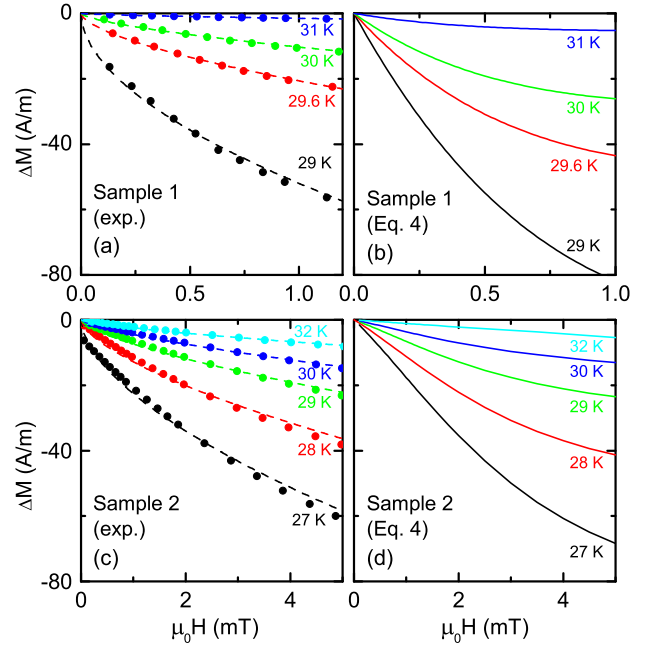 0
-40
-80
ΔM (A/m)
31 K
30 K
29.6 K
29 K
Sample 1
(exp.)
(a)
0.0
0.5
1.0
31 K
30 K
29.6 K
29 K
Sample 1
(Eq. 4)
(b)
0.0
0.5
1.0
0
-40
-80
ΔM (A/m)
32 K
30 K
29 K
28 K
27 K
Sample 2
(exp.)
(c)
0
2
4
μ₀H (mT)
32 K
30 K
29 K
28 K
27 K
Sample 2
(Eq. 4)
(d)
2
4
μ₀H (mT)